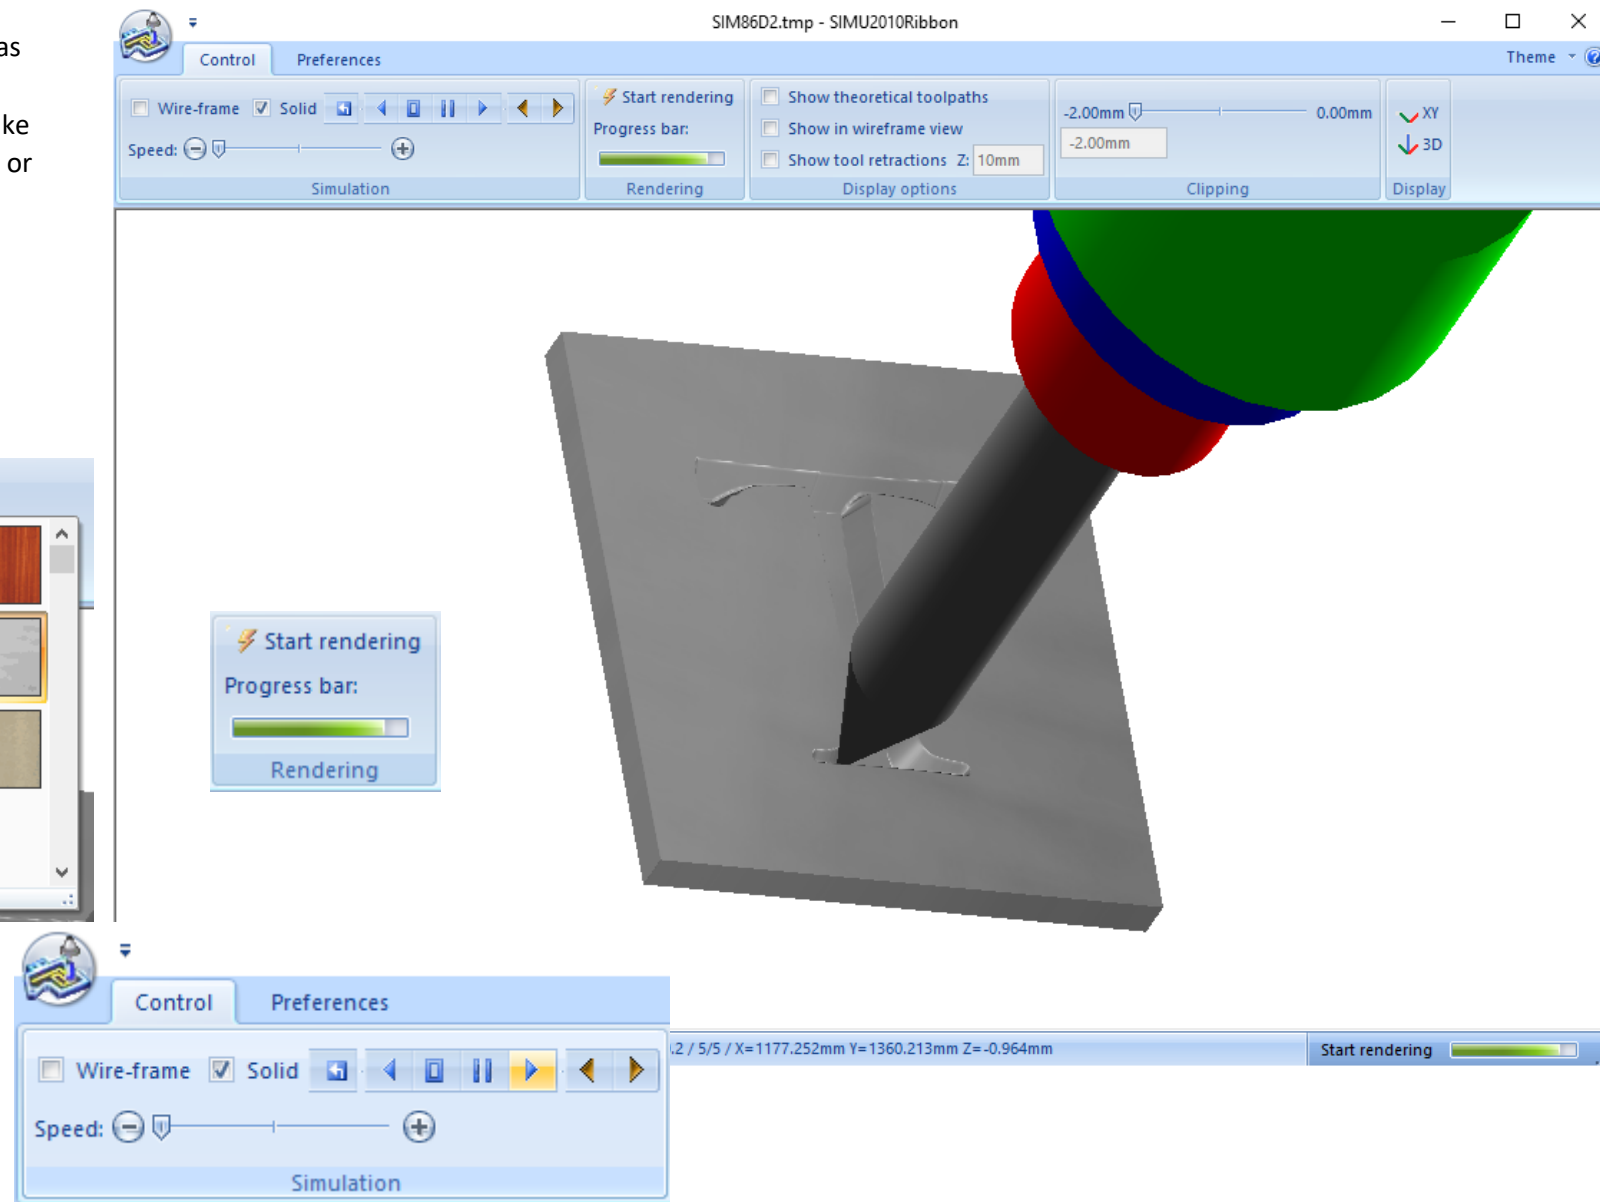 as
ke
or
SIM86D2.tmp - SIMU2010Ribbon
Control Preferences Theme
Wire-frame Solid
Speed:
Simulation
Start rendering
Progress bar:
Rendering
Show theoretical toolpaths
Show in wireframe view
Show tool retractions Z: 10mm
Display options
-2.00mm 0.00mm
-2.00mm
Clipping
XY
3D
Display
Start rendering
Progress bar:
Rendering
Control Preferences
Wire-frame Solid
Speed:
Simulation
.2 / 5/5 / X=1177.252mm Y=1360.213mm Z=-0.964mm
Start rendering